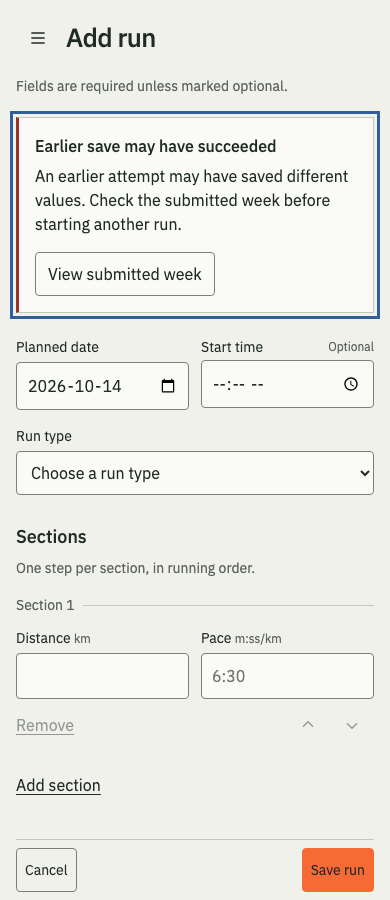 Add run
Fields are required unless marked optional.
Earlier save may have succeeded
An earlier attempt may have saved different
values. Check the submitted week before
starting another run.
View submitted week
Planned date
2026-10-14
Start time Optional
--:-- --
Run type
Choose a run type
Sections
One step per section, in running order.
Section 1
Distance km
Pace m:ss/km
6:30
Remove
Add section
Cancel
Save run